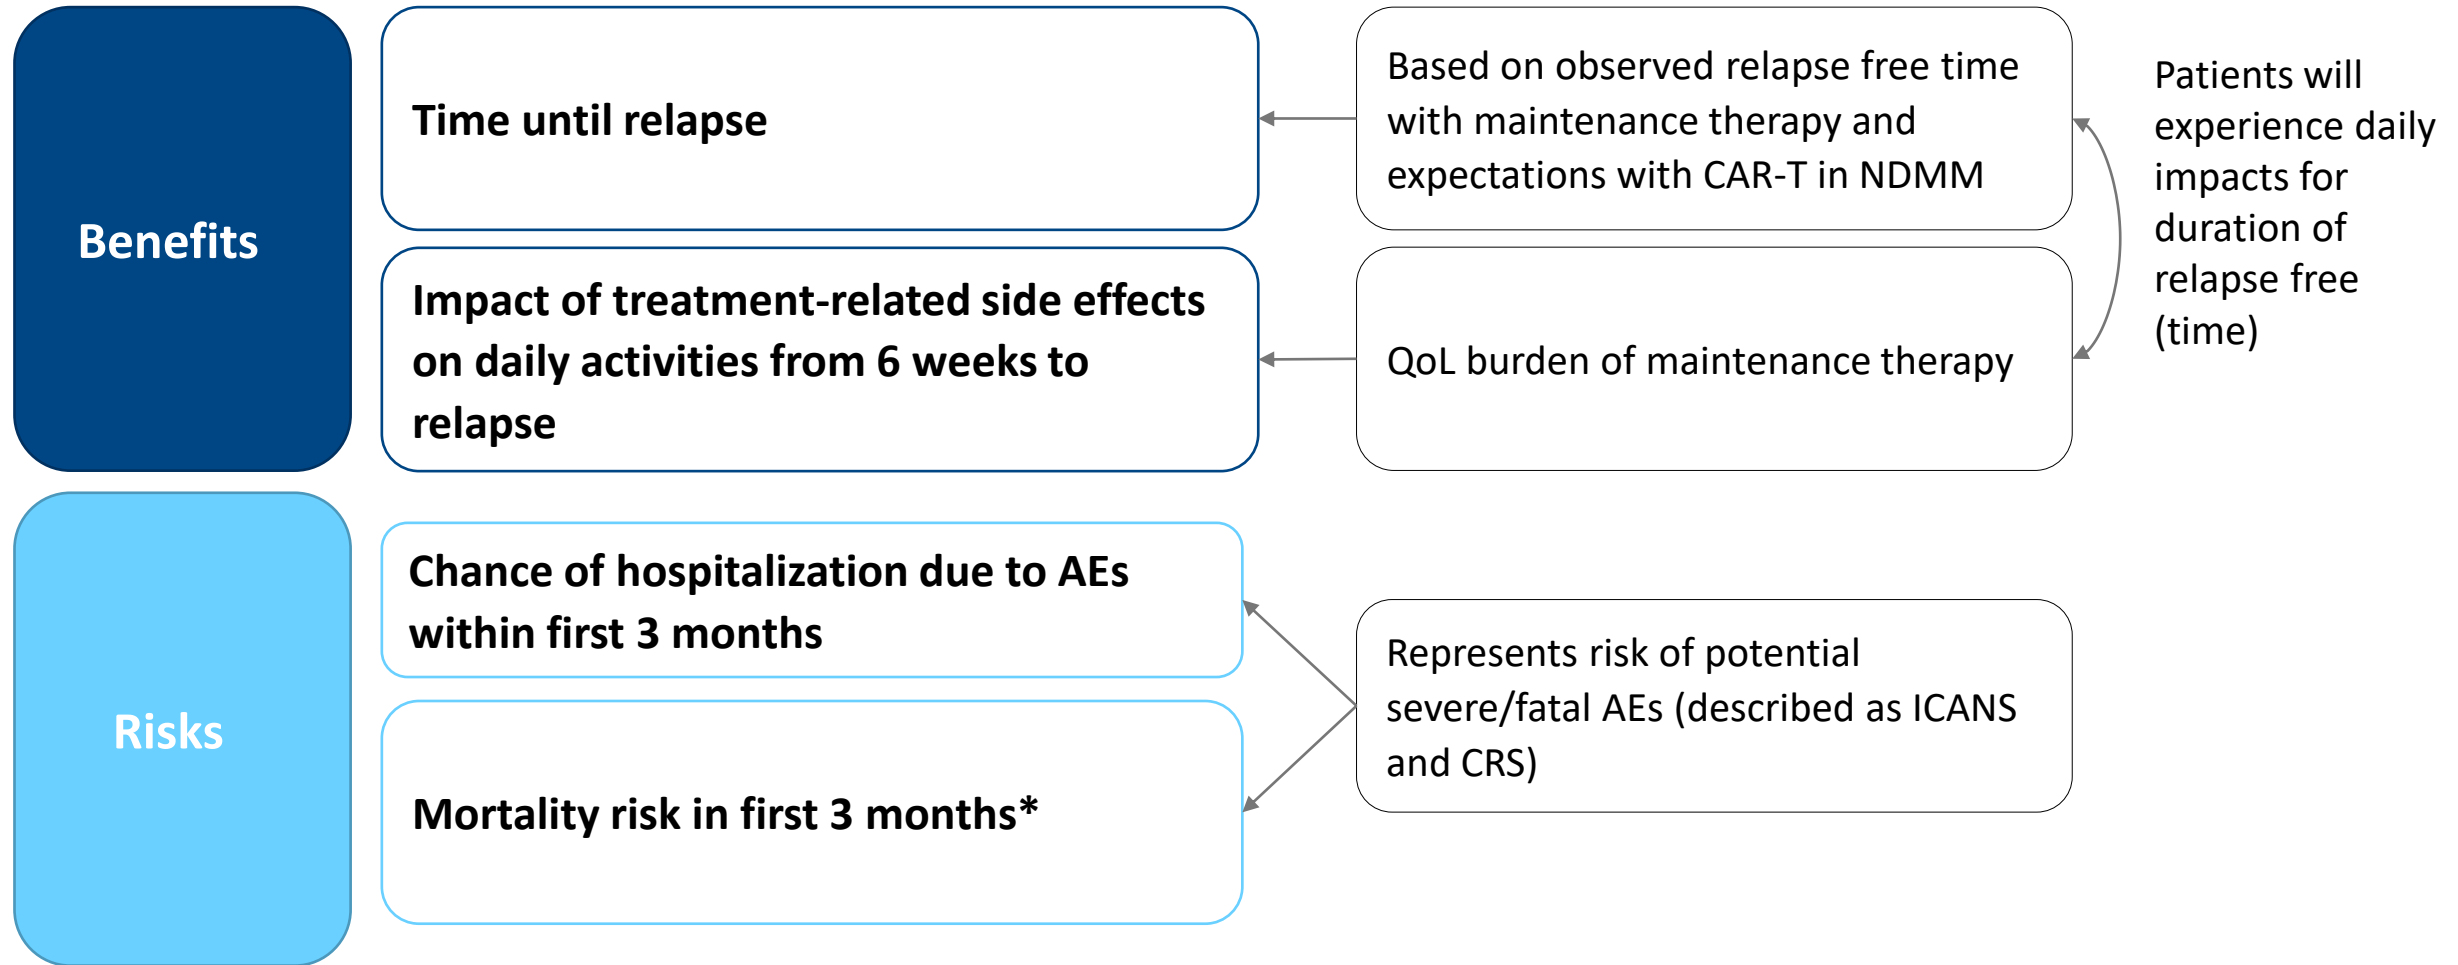 Benefits
Time until relapse
Based on observed relapse free time
with maintenance therapy and
expectations with CAR-T in NDMM
Patients will
experience daily
impacts for
duration of
relapse free
(time)
Impact of treatment-related side effects
on daily activities from 6 weeks to
relapse
QoL burden of maintenance therapy
Risks
Chance of hospitalization due to AEs
within first 3 months
Mortality risk in first 3 months*
Represents risk of potential
severe/fatal AEs (described as ICANS
and CRS)